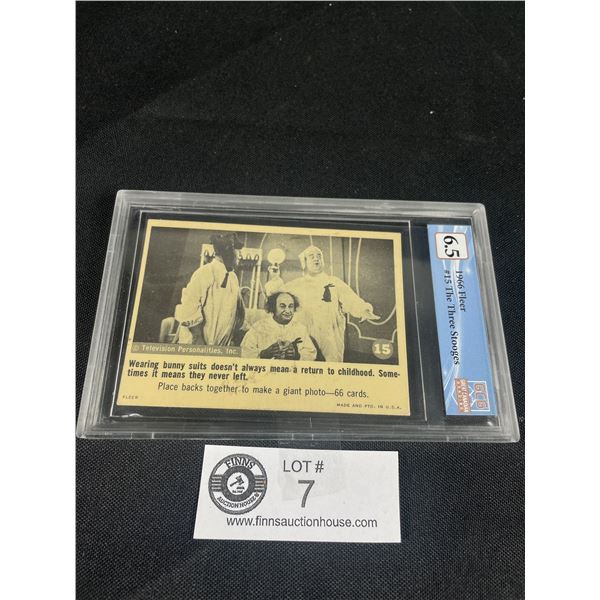 © Television Personalities, Inc.
15
Wearing bunny suits doesn't always mean a return to childhood. Some-
times it means they never left.
Place backs together to make a giant photo—66 cards.
FLEER
MADE AND PTD. IN U.S.A.
6.5
1966 Fleer
#15 The Three Stooges
FINNS
AUCTION HOUSE
LOT #
7
www.finnsauctionhouse.com